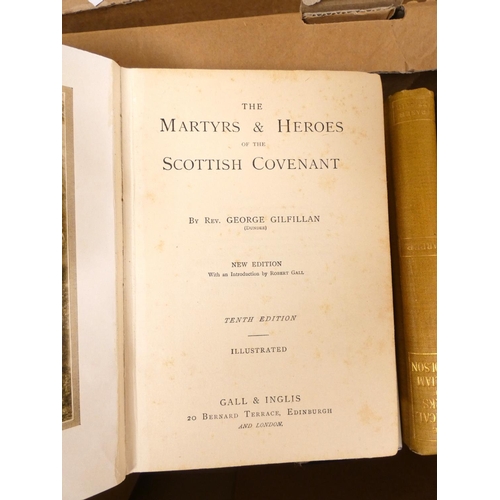 THE
MARTYRS & HEROES
OF THE
SCOTTISH COVENANT
BY REV. GEORGE GILFILLAN
(DUNDEE)
NEW EDITION
With an Introduction by ROBERT GALL
TENTH EDITION
ILLUSTRATED
GALL & INGLIS
20 BERNARD TERRACE, EDINBURGH
AND LONDON.